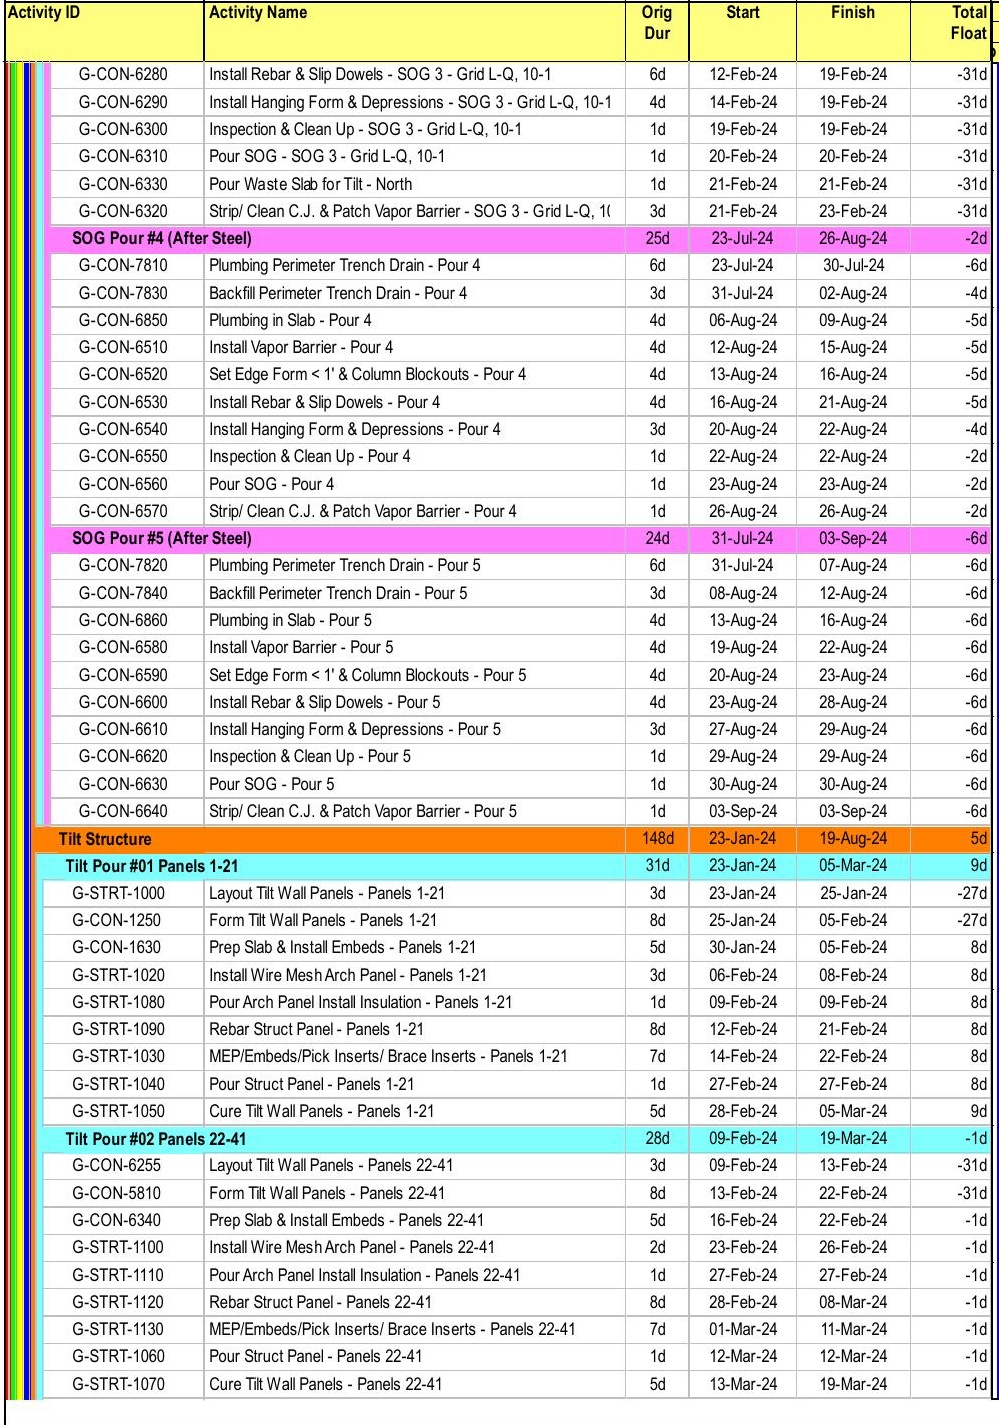 Activity ID Activity Name Orig Dur Start Finish Total Float
G-CON-6280 Install Rebar & Slip Dowels - SOG 3 - Grid L-Q, 10-1 6d 12-Feb-24 19-Feb-24 -31d
G-CON-6290 Install Hanging Form & Depressions - SOG 3 - Grid L-Q, 10-1 4d 14-Feb-24 19-Feb-24 -31d
G-CON-6300 Inspection & Clean Up - SOG 3 - Grid L-Q, 10-1 1d 19-Feb-24 19-Feb-24 -31d
G-CON-6310 Pour SOG - SOG 3 - Grid L-Q, 10-1 1d 20-Feb-24 20-Feb-24 -31d
G-CON-6330 Pour Waste Slab for Tilt - North 1d 21-Feb-24 21-Feb-24 -31d
G-CON-6320 Strip/ Clean C.J. & Patch Vapor Barrier - SOG 3 - Grid L-Q, 1( 3d 21-Feb-24 23-Feb-24 -31d
SOG Pour #4 (After Steel) 25d 23-Jul-24 26-Aug-24 -2d
G-CON-7810 Plumbing Perimeter Trench Drain - Pour 4 6d 23-Jul-24 30-Jul-24 -6d
G-CON-7830 Backfill Perimeter Trench Drain - Pour 4 3d 31-Jul-24 02-Aug-24 -4d
G-CON-6850 Plumbing in Slab - Pour 4 4d 06-Aug-24 09-Aug-24 -5d
G-CON-6510 Install Vapor Barrier - Pour 4 4d 12-Aug-24 15-Aug-24 -5d
G-CON-6520 Set Edge Form < 1' & Column Blockouts - Pour 4 4d 13-Aug-24 16-Aug-24 -5d
G-CON-6530 Install Rebar & Slip Dowels - Pour 4 4d 16-Aug-24 21-Aug-24 -5d
G-CON-6540 Install Hanging Form & Depressions - Pour 4 3d 20-Aug-24 22-Aug-24 -4d
G-CON-6550 Inspection & Clean Up - Pour 4 1d 22-Aug-24 22-Aug-24 -2d
G-CON-6560 Pour SOG - Pour 4 1d 23-Aug-24 23-Aug-24 -2d
G-CON-6570 Strip/ Clean C.J. & Patch Vapor Barrier - Pour 4 1d 26-Aug-24 26-Aug-24 -2d
SOG Pour #5 (After Steel) 24d 31-Jul-24 03-Sep-24 -6d
G-CON-7820 Plumbing Perimeter Trench Drain - Pour 5 6d 31-Jul-24 07-Aug-24 -6d
G-CON-7840 Backfill Perimeter Trench Drain - Pour 5 3d 08-Aug-24 12-Aug-24 -6d
G-CON-6860 Plumbing in Slab - Pour 5 4d 13-Aug-24 16-Aug-24 -6d
G-CON-6580 Install Vapor Barrier - Pour 5 4d 19-Aug-24 22-Aug-24 -6d
G-CON-6590 Set Edge Form < 1' & Column Blockouts - Pour 5 4d 20-Aug-24 23-Aug-24 -6d
G-CON-6600 Install Rebar & Slip Dowels - Pour 5 4d 23-Aug-24 28-Aug-24 -6d
G-CON-6610 Install Hanging Form & Depressions - Pour 5 3d 27-Aug-24 29-Aug-24 -6d
G-CON-6620 Inspection & Clean Up - Pour 5 1d 29-Aug-24 29-Aug-24 -6d
G-CON-6630 Pour SOG - Pour 5 1d 30-Aug-24 30-Aug-24 -6d
G-CON-6640 Strip/ Clean C.J. & Patch Vapor Barrier - Pour 5 1d 03-Sep-24 03-Sep-24 -6d
Tilt Structure 148d 23-Jan-24 19-Aug-24 5d
Tilt Pour #01 Panels 1-21 31d 23-Jan-24 05-Mar-24 9d
G-STRT-1000 Layout Tilt Wall Panels - Panels 1-21 3d 23-Jan-24 25-Jan-24 -27d
G-CON-1250 Form Tilt Wall Panels - Panels 1-21 8d 25-Jan-24 05-Feb-24 -27d
G-CON-1630 Prep Slab & Install Embeds - Panels 1-21 5d 30-Jan-24 05-Feb-24 8d
G-STRT-1020 Install Wire Mesh Arch Panel - Panels 1-21 3d 06-Feb-24 08-Feb-24 8d
G-STRT-1080 Pour Arch Panel Install Insulation - Panels 1-21 1d 09-Feb-24 09-Feb-24 8d
G-STRT-1090 Rebar Struct Panel - Panels 1-21 8d 12-Feb-24 21-Feb-24 8d
G-STRT-1030 MEP/Embeds/Pick Inserts/ Brace Inserts - Panels 1-21 7d 14-Feb-24 22-Feb-24 8d
G-STRT-1040 Pour Struct Panel - Panels 1-21 1d 27-Feb-24 27-Feb-24 8d
G-STRT-1050 Cure Tilt Wall Panels - Panels 1-21 5d 28-Feb-24 05-Mar-24 9d
Tilt Pour #02 Panels 22-41 28d 09-Feb-24 19-Mar-24 -1d
G-CON-6255 Layout Tilt Wall Panels - Panels 22-41 3d 09-Feb-24 13-Feb-24 -31d
G-CON-5810 Form Tilt Wall Panels - Panels 22-41 8d 13-Feb-24 22-Feb-24 -31d
G-CON-6340 Prep Slab & Install Embeds - Panels 22-41 5d 16-Feb-24 22-Feb-24 -1d
G-STRT-1100 Install Wire Mesh Arch Panel - Panels 22-41 2d 23-Feb-24 26-Feb-24 -1d
G-STRT-1110 Pour Arch Panel Install Insulation - Panels 22-41 1d 27-Feb-24 27-Feb-24 -1d
G-STRT-1120 Rebar Struct Panel - Panels 22-41 8d 28-Feb-24 08-Mar-24 -1d
G-STRT-1130 MEP/Embeds/Pick Inserts/ Brace Inserts - Panels 22-41 7d 01-Mar-24 11-Mar-24 -1d
G-STRT-1060 Pour Struct Panel - Panels 22-41 1d 12-Mar-24 12-Mar-24 -1d
G-STRT-1070 Cure Tilt Wall Panels - Panels 22-41 5d 13-Mar-24 19-Mar-24 -1d